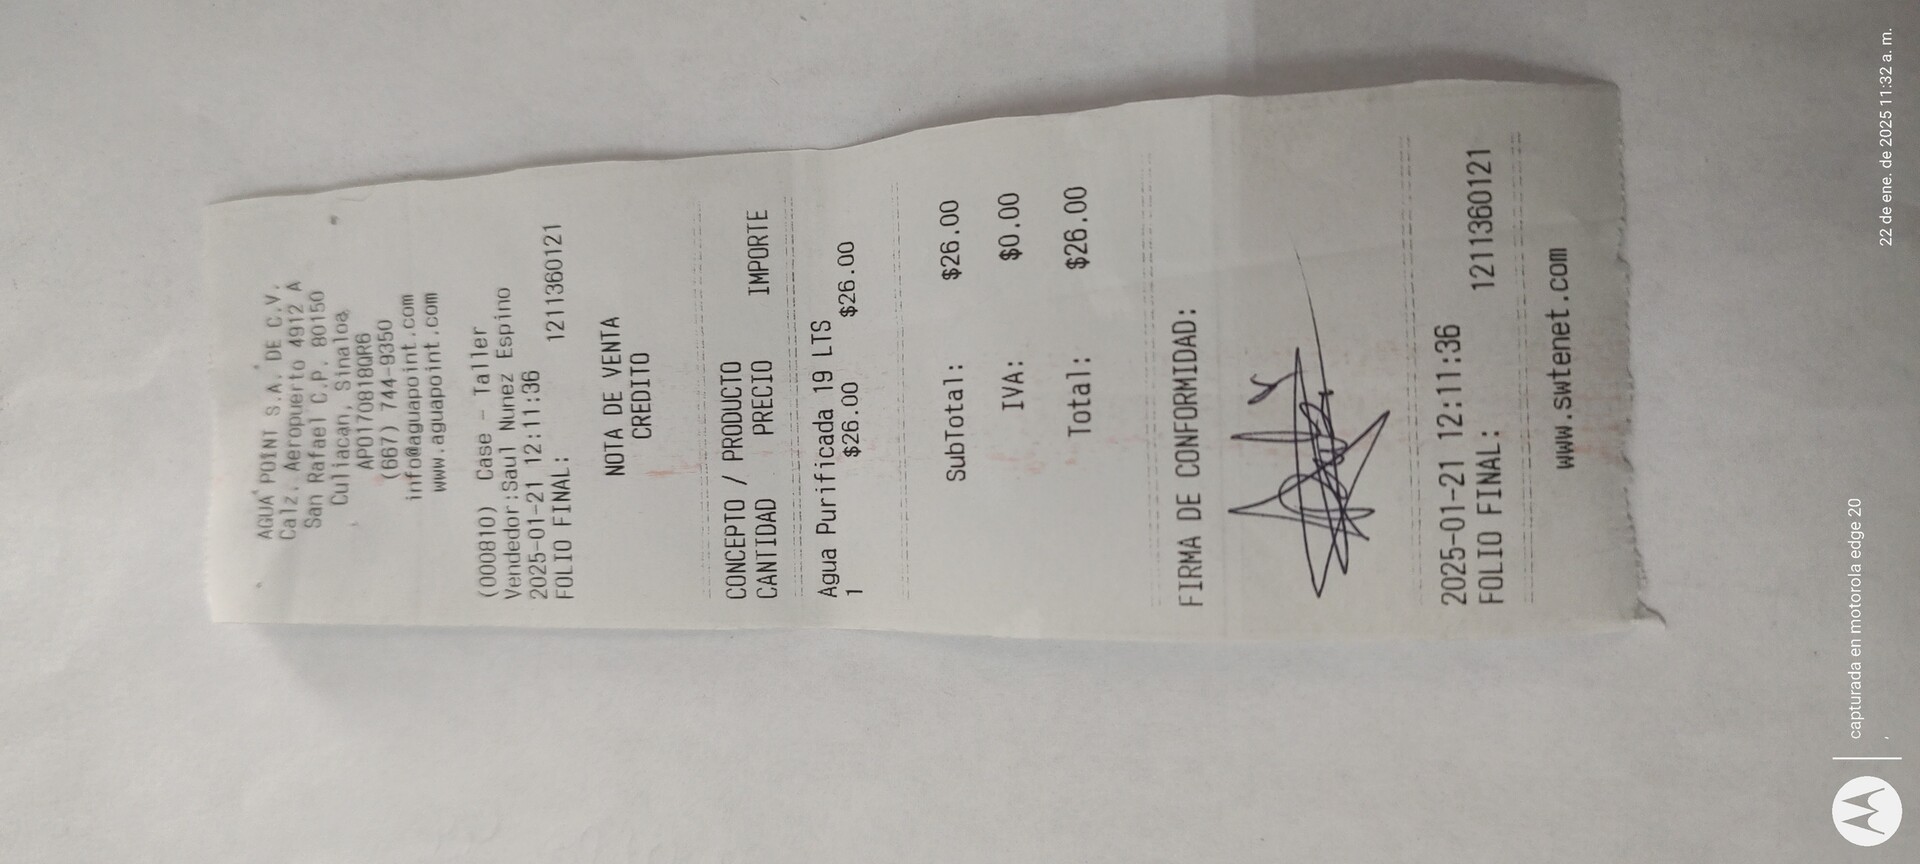 AGUA POINT S.A. DE C.V.
Calz. Aeropuerto 4912 A
San Rafael C.P. 80150
Culiacan, Sinaloa
APO170818QR6
(667) 744-9350
info@aguapoint.com
www.aguapoint.com
(000810) Case - Taller
Vendedor:Saul Nunez Espino
2025-01-21 12:11:36
FOLIO FINAL: 1211360121
NOTA DE VENTA
CREDITO
CONCEPTO / PRODUCTO
CANTIDAD PRECIO IMPORTE
Agua Purificada 19 LTS
1 $26.00 $26.00
SubTotal: $26.00
IVA: $0.00
Total: $26.00
FIRMA DE CONFORMIDAD:
2025-01-21 12:11:36
FOLIO FINAL: 1211360121
www.swtenet.com
capturada en motorola edge 20
,
22 de ene. de 2025 11:32 a. m.